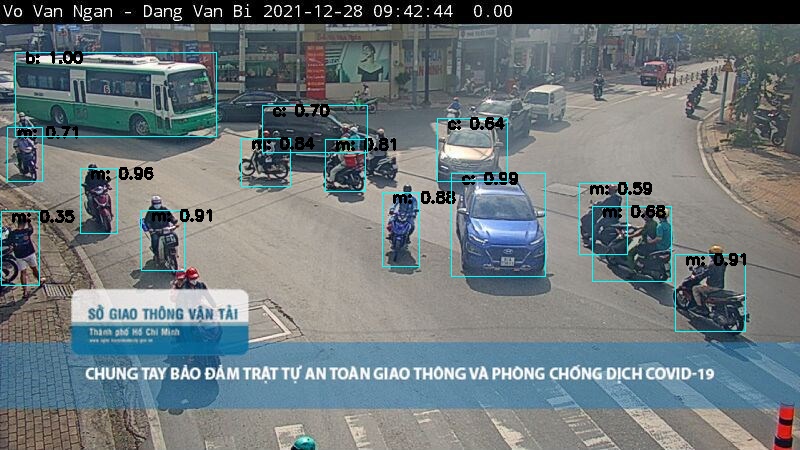 Vo Van Ngan - Dang Van Bi 2021-12-28 09:42:44 0.00
b: 1.00
c: 0.70
m: 0.71
m: 0.84
m: 0.81
c: 0.64
m: 0.96
c: 0.99
m: 0.88
m: 0.59
m: 0.35
m: 0.91
m: 0.68
m: 0.91
SỞ GIAO THÔNG VẬN TẢI
Thành phố Hồ Chí Minh
CHUNG TAY BẢO ĐẢM TRẬT TỰ AN TOÀN GIAO THÔNG VÀ PHÒNG CHỐNG DỊCH COVID-19